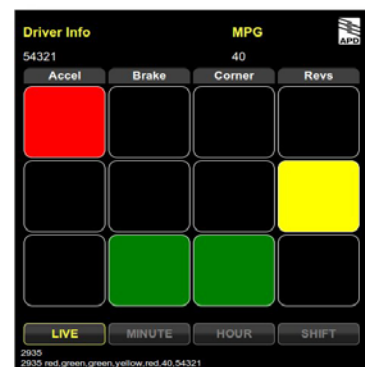 Driver Info MPG
APD
54321 40
Accel Brake Corner Revs
LIVE MINUTE HOUR SHIFT
2935
2935 red,green,green,yellow,red,40,54321